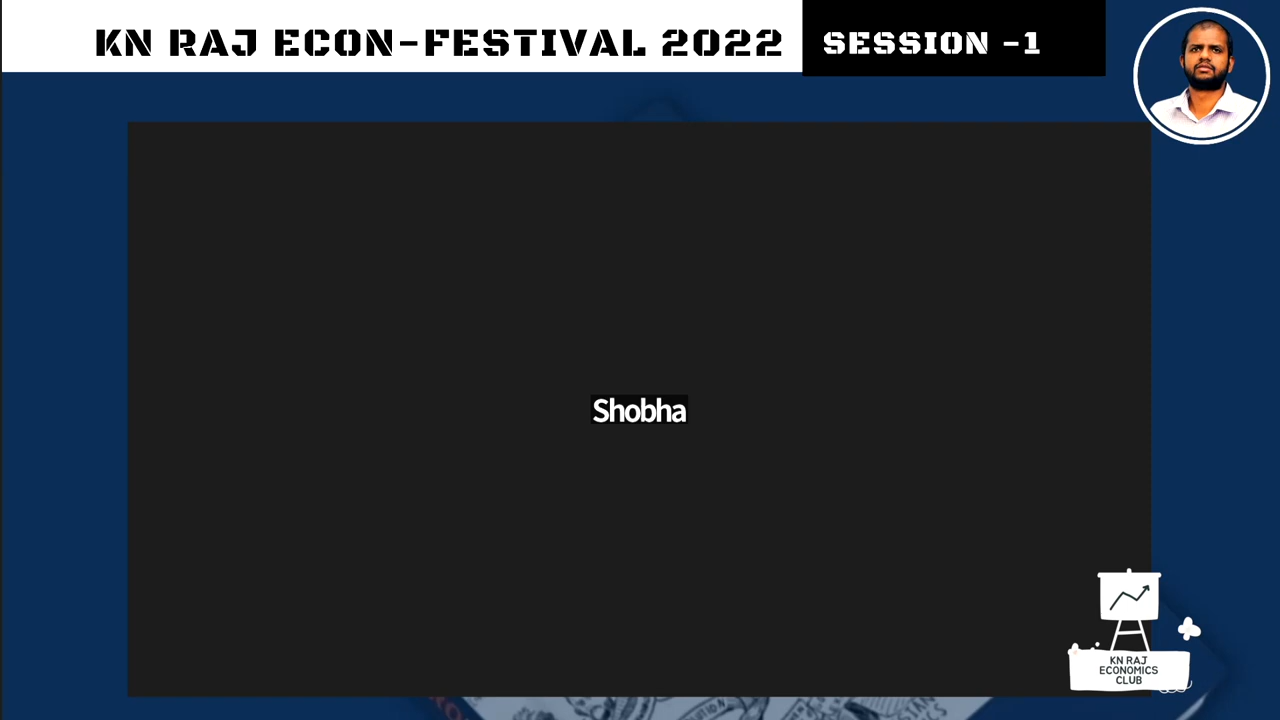 KN RAJ ECON-FESTIVAL 2022
SESSION -1
Shobha
KN RAJ
ECONOMICS
CLUB